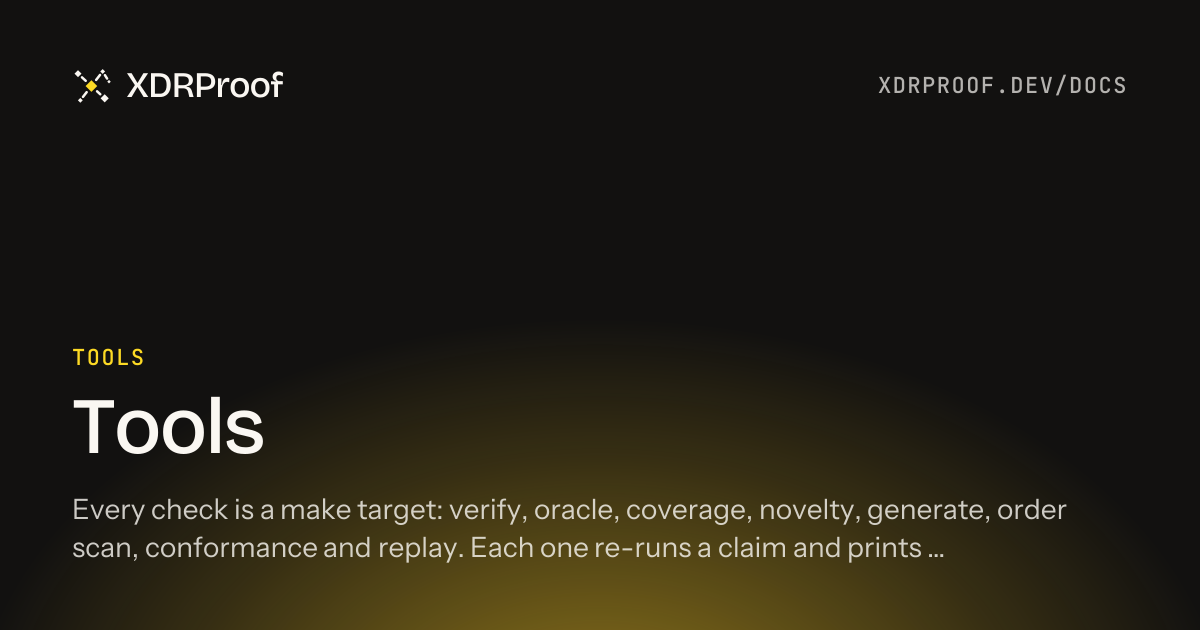 XDRProof
XDRPROOF.DEV/DOCS
TOOLS
Tools
Every check is a make target: verify, oracle, coverage, novelty, generate, order
scan, conformance and replay. Each one re-runs a claim and prints …